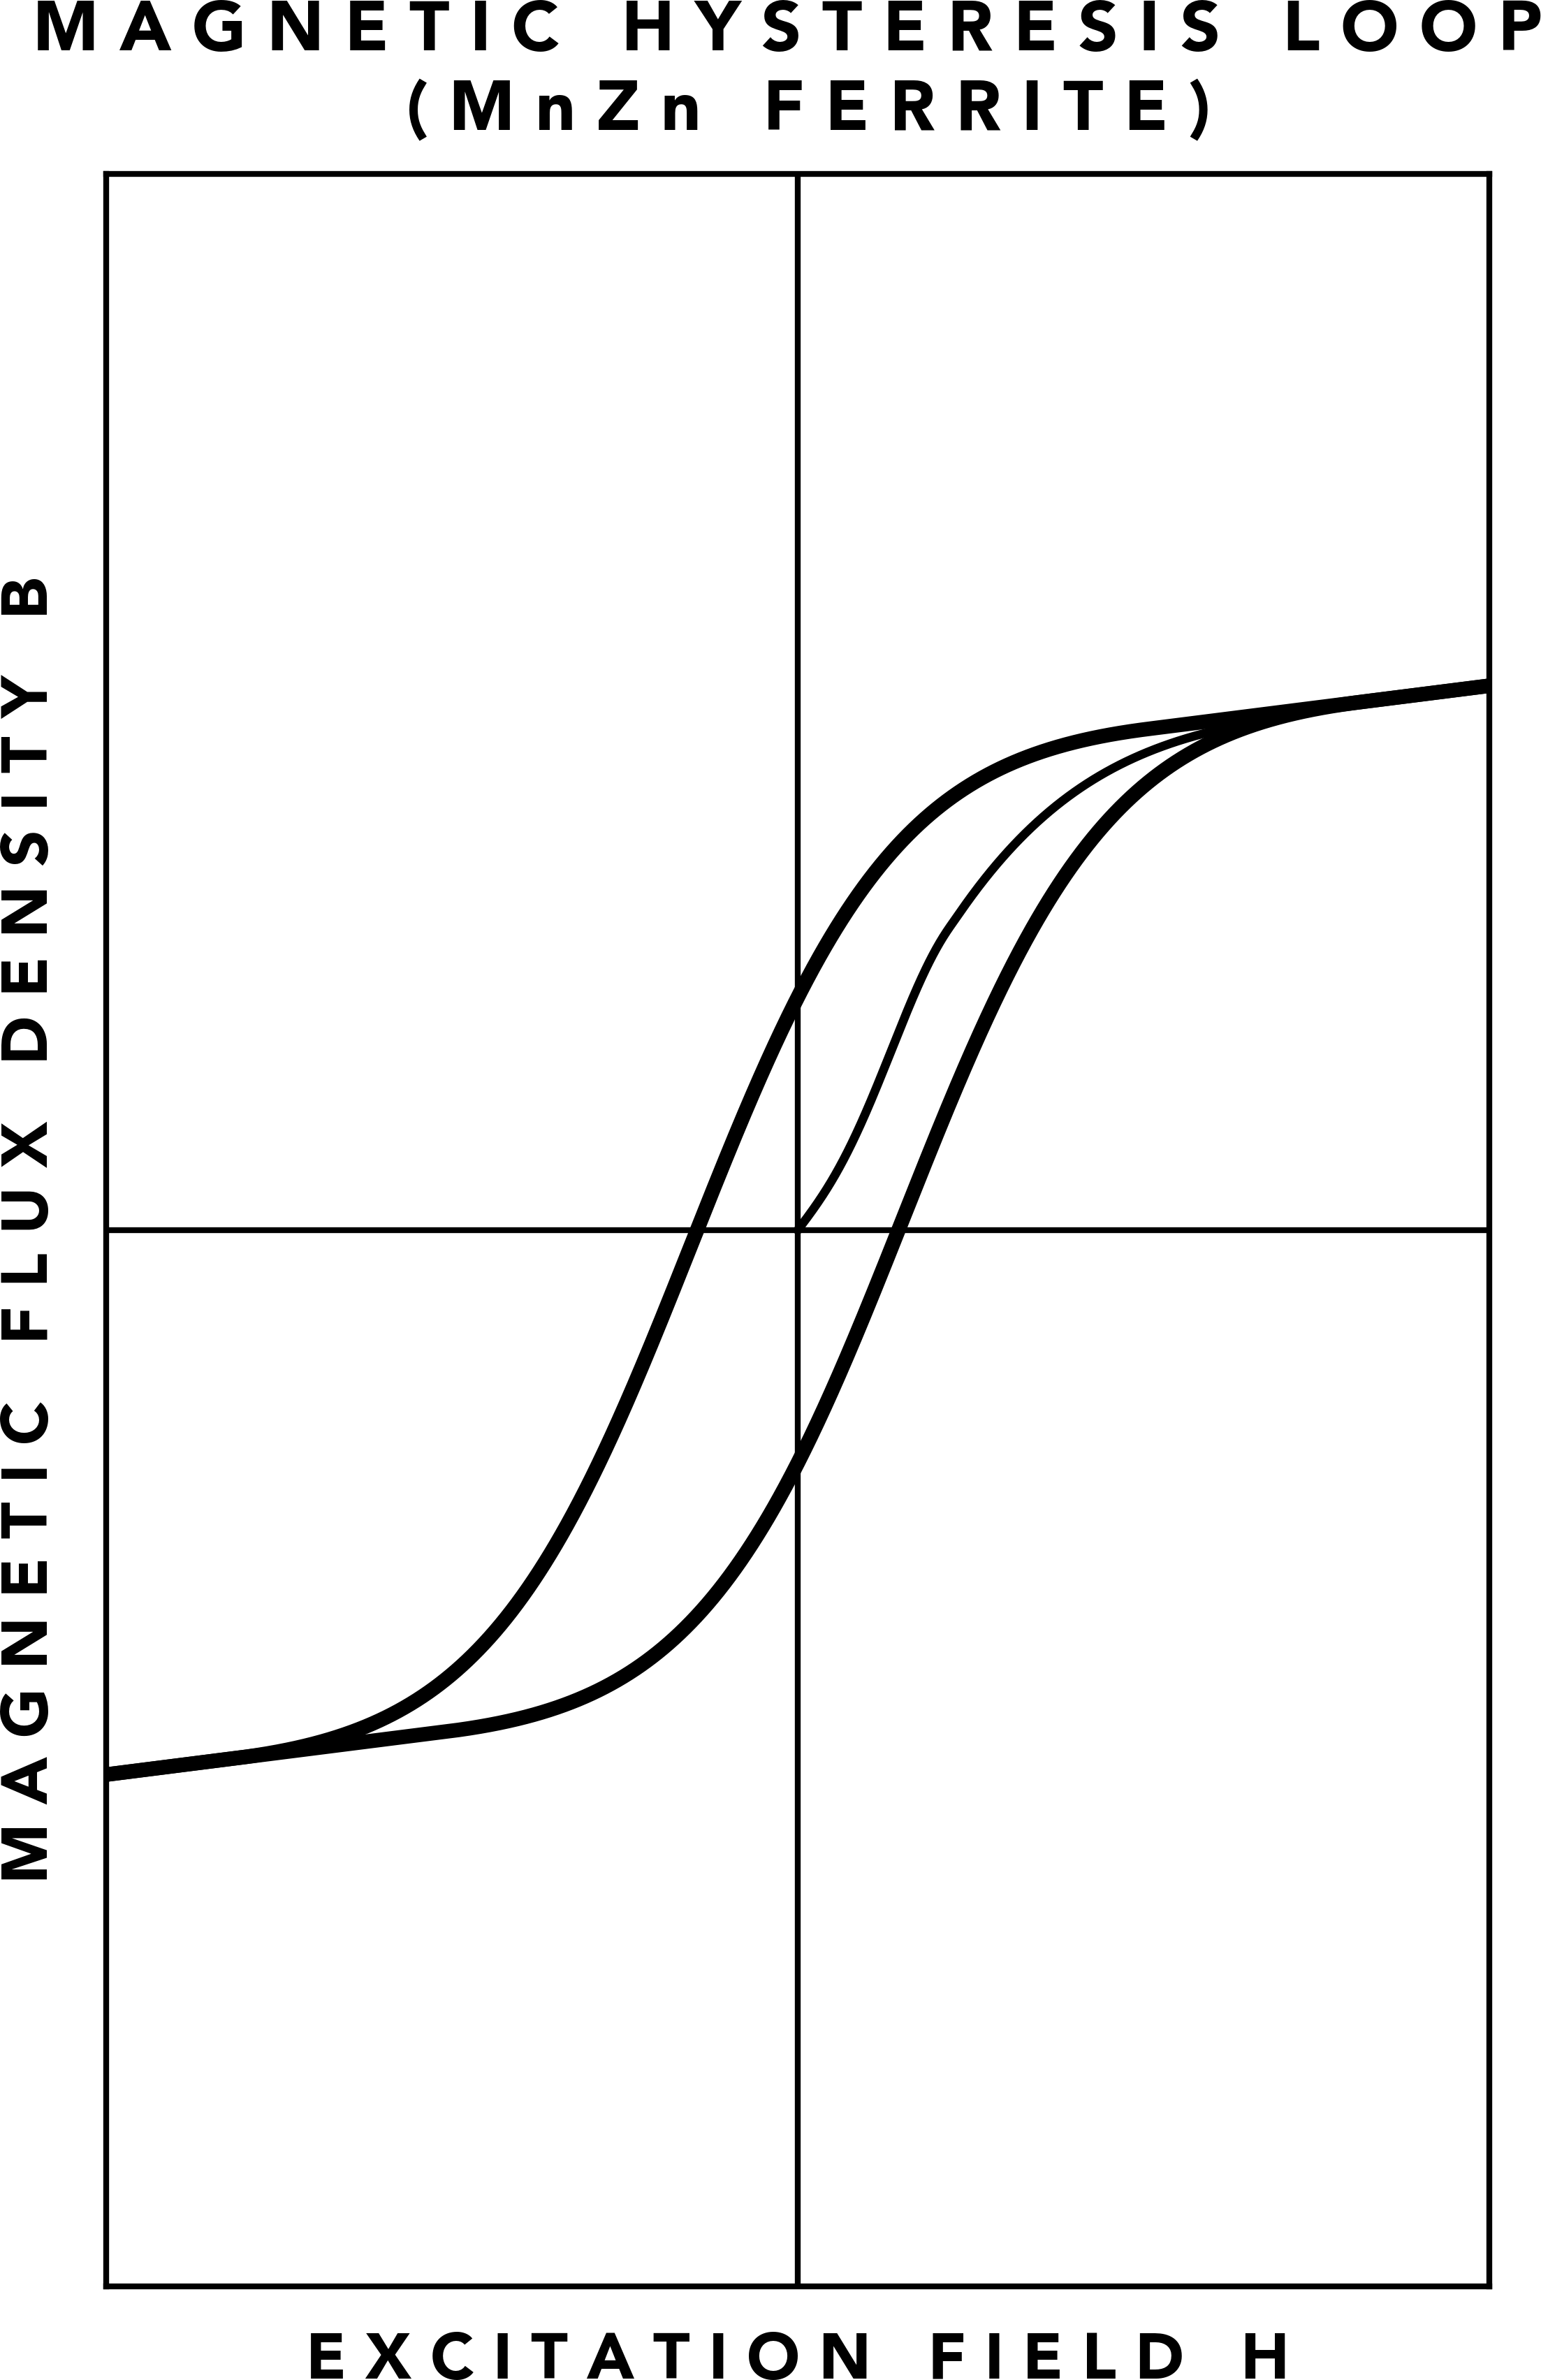 MAGNETIC HYSTERESIS LOOP
(MnZn FERRITE)
MAGNETIC FLUX DENSITY B
EXCITATION FIELD H